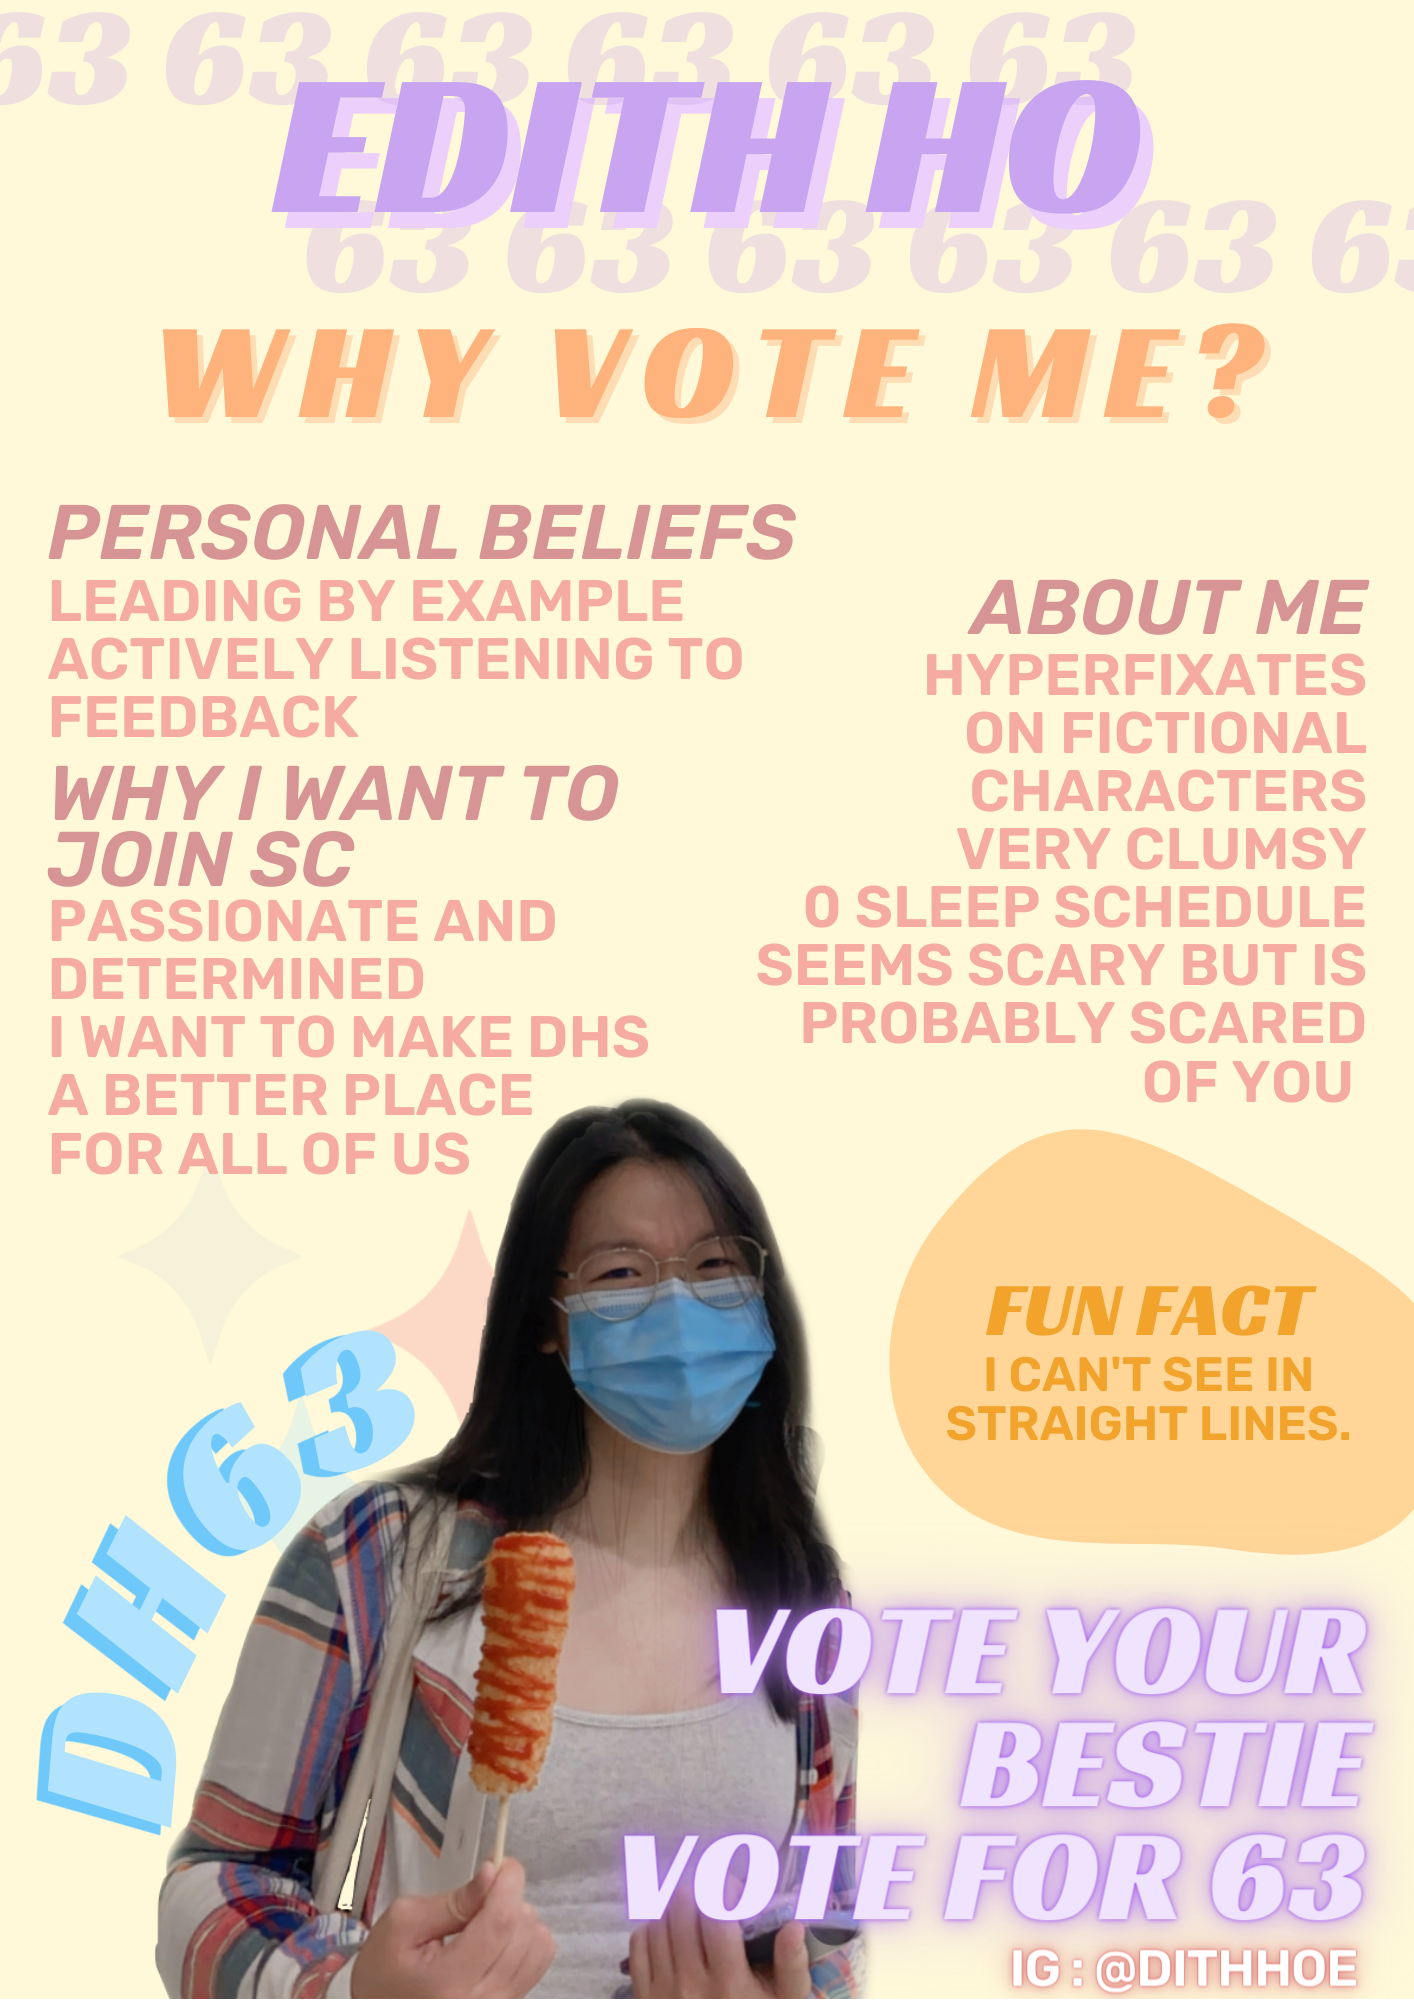 63 63 63 63 63 63
EDITH HO
63 63 63 63 63 63
WHY VOTE ME?
PERSONAL BELIEFS
LEADING BY EXAMPLE
ACTIVELY LISTENING TO
FEEDBACK
WHY I WANT TO
JOIN SC
PASSIONATE AND
DETERMINED
I WANT TO MAKE DHS
A BETTER PLACE
FOR ALL OF US
ABOUT ME
HYPERFIXATES
ON FICTIONAL
CHARACTERS
VERY CLUMSY
0 SLEEP SCHEDULE
SEEMS SCARY BUT IS
PROBABLY SCARED
OF YOU
DH63
FUN FACT
I CAN'T SEE IN
STRAIGHT LINES.
VOTE YOUR
BESTIE
VOTE FOR 63
IG : @DITHHOE